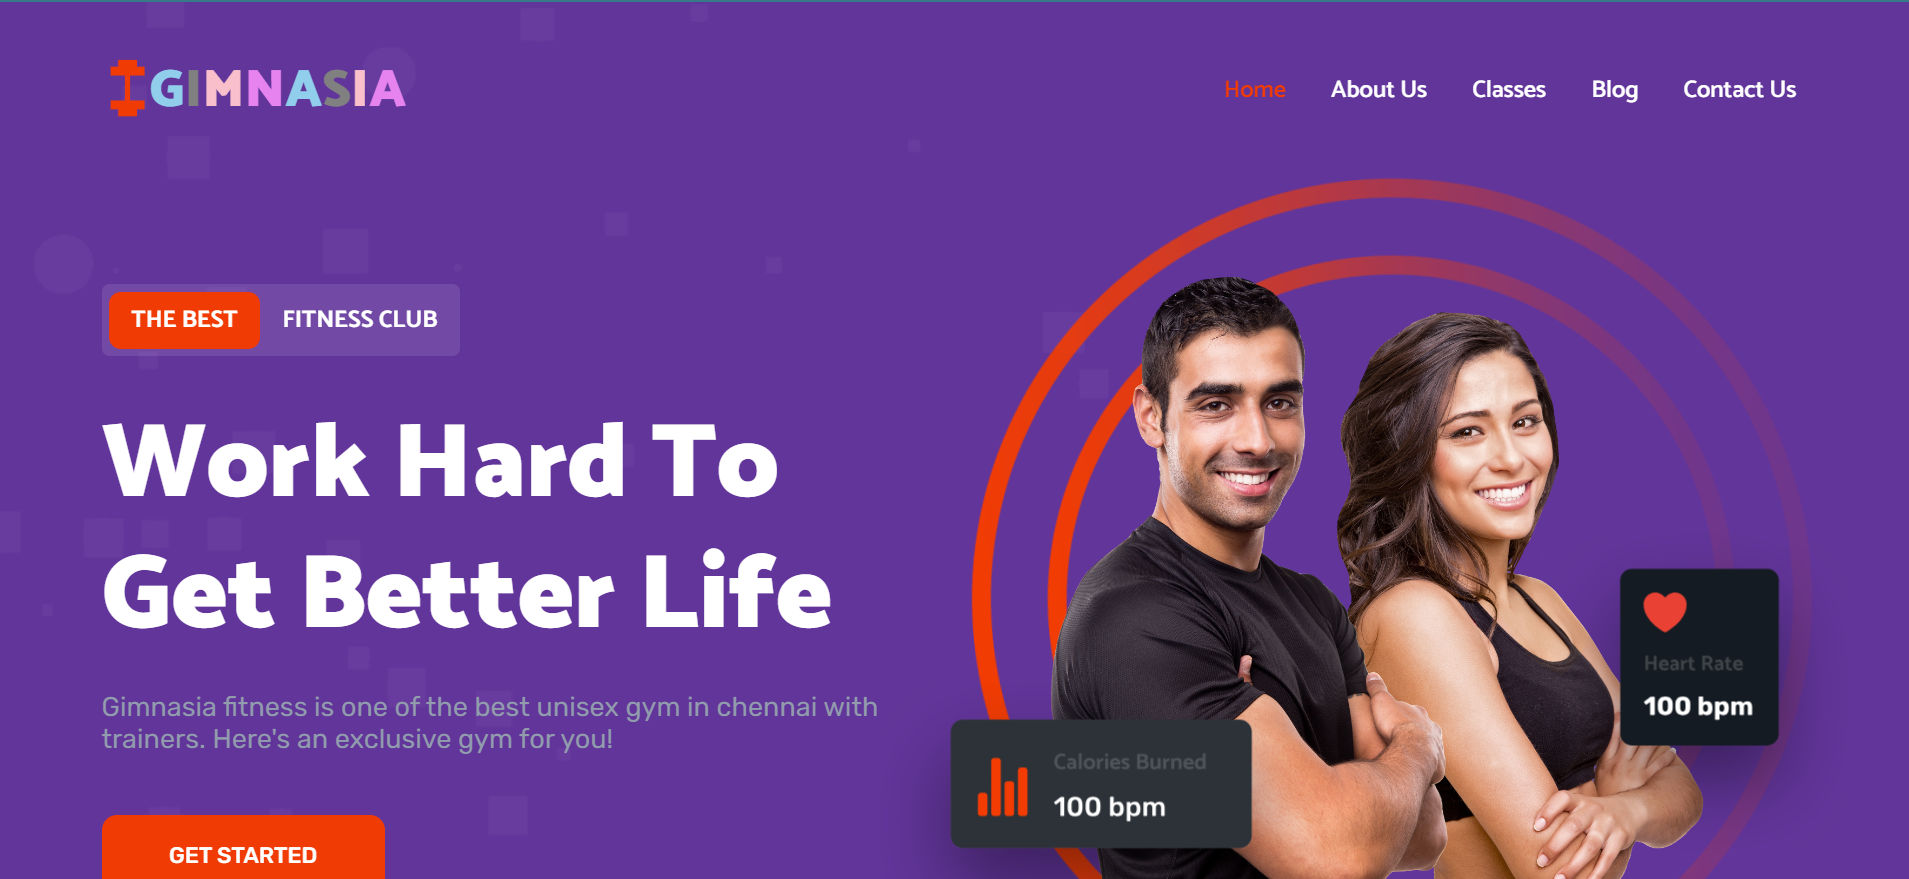 GIMNASIA
Home About Us Classes Blog Contact Us
THE BEST FITNESS CLUB
Work Hard To
Get Better Life
Gimnasia fitness is one of the best unisex gym in chennai with
trainers. Here's an exclusive gym for you!
GET STARTED
Heart Rate
100 bpm
Calories Burned
100 bpm